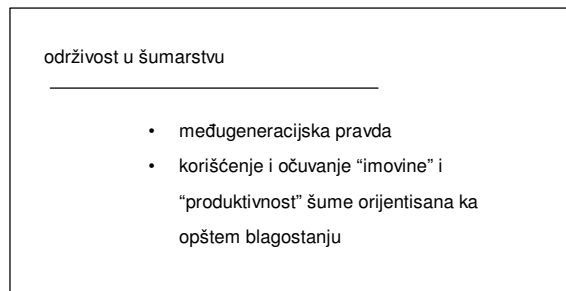 održivost u šumarstvu
• međugeneracijska pravda
• korišćenje i očuvanje “imovine” i
“produktivnost” šume orijentisana ka
opštem blagostanju